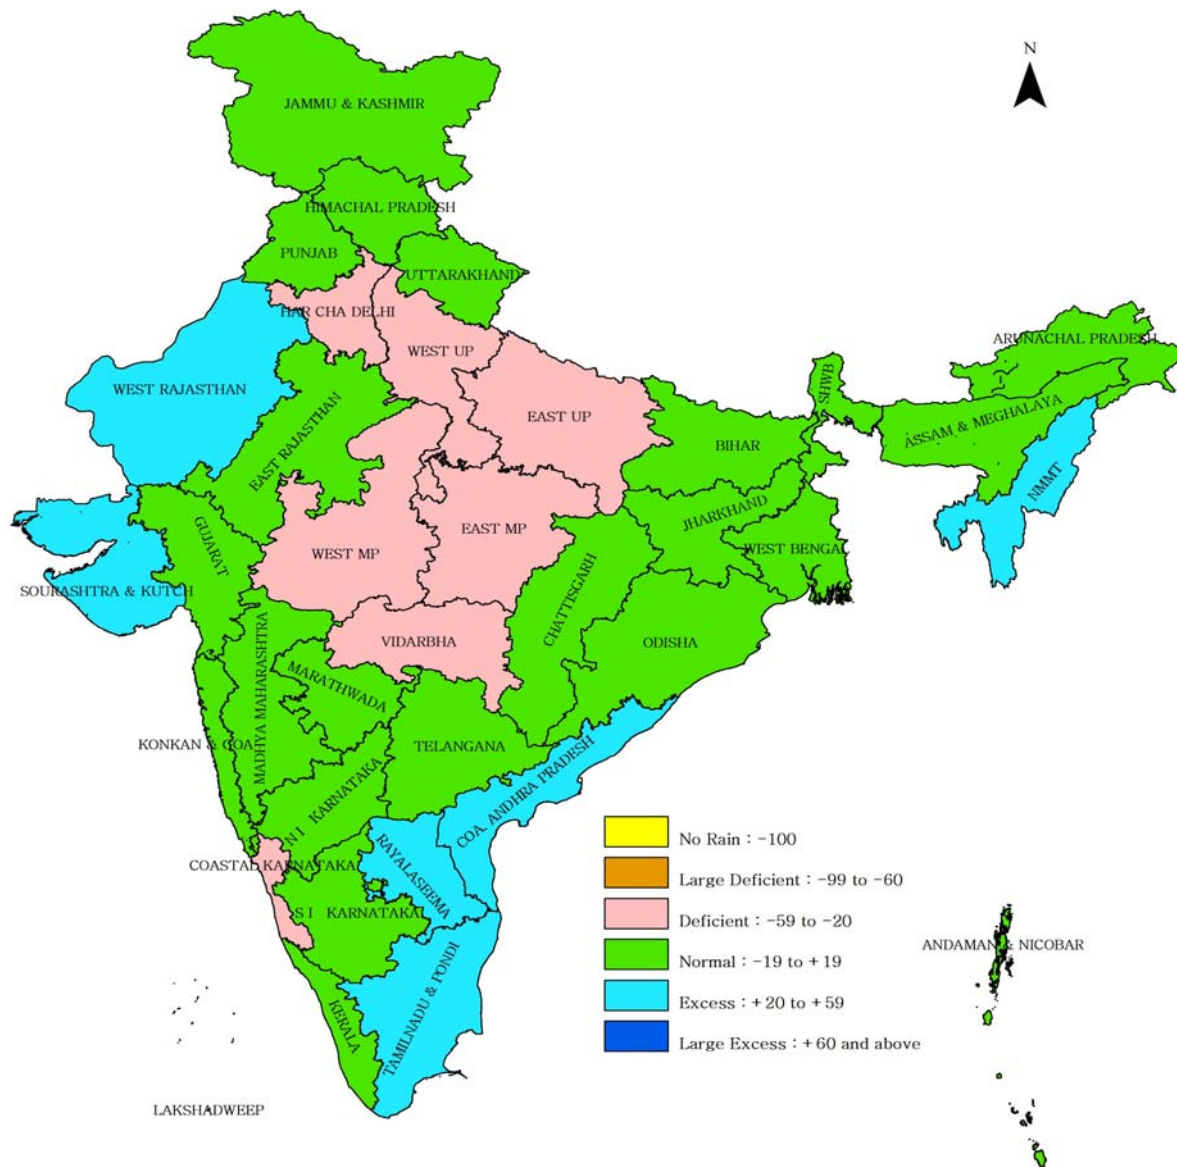 N
JAMMU & KASHMIR
HIMACHAL PRADESH
PUNJAB
UTTARAKHAND
HAR CHA DELHI
WEST UP
ARUNACHAL PRADESH
WEST RAJASTHAN
SHWB
EAST RAJASTHAN
EAST UP
ASSAM & MEGHALAYA
BIHAR
NMMT
JHARKHAND
GUJARAT
WEST MP
EAST MP
WEST BENGAL
SOURASHTRA & KUTCH
CHATTISGARH
VIDARBHA
ODISHA
MADHYA MAHARASHTRA
MARATHWADA
KONKAN & GOA
TELANGANA
COA. ANDHRA PRADESH
N I KARNATAKA
COASTAL KARNATAKA
RAYALASEEMA
S I KARNATAKA
TAMILNADU & PONDI
KERALA
LAKSHADWEEP
ANDAMAN & NICOBAR
No Rain : -100
Large Deficient : -99 to -60
Deficient : -59 to -20
Normal : -19 to +19
Excess : +20 to +59
Large Excess : +60 and above